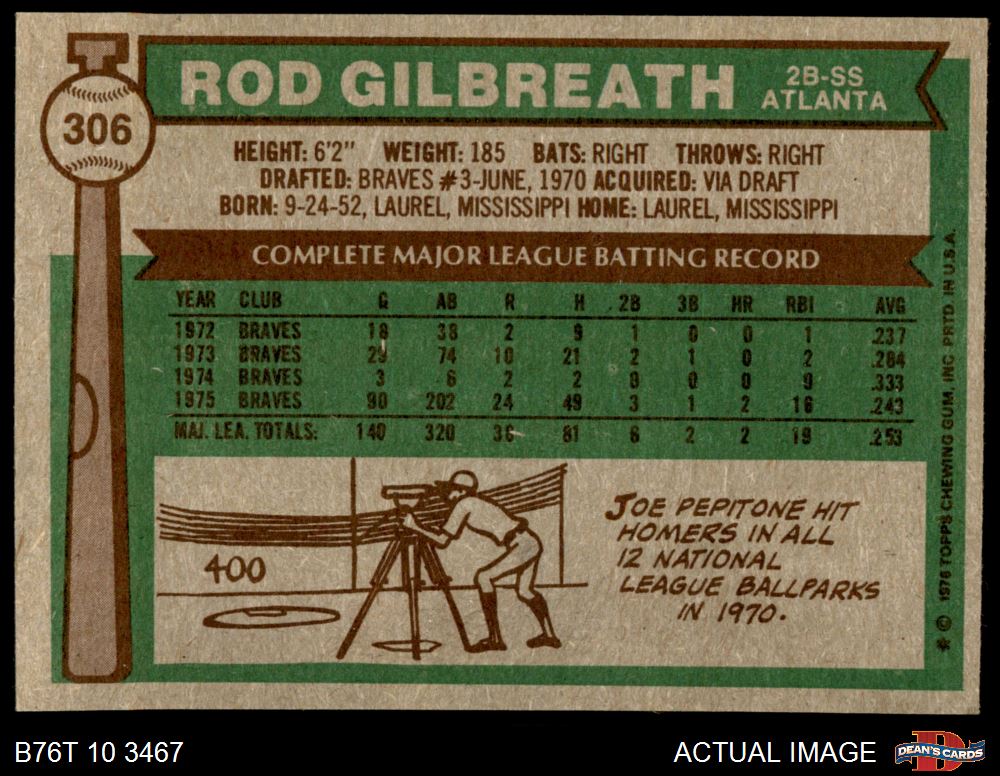 306
ROD GILBREATH
2B-SS
ATLANTA
HEIGHT: 6'2" WEIGHT: 185 BATS: RIGHT THROWS: RIGHT
DRAFTED: BRAVES #3-JUNE, 1970 ACQUIRED: VIA DRAFT
BORN: 9-24-52, LAUREL, MISSISSIPPI HOME: LAUREL, MISSISSIPPI
COMPLETE MAJOR LEAGUE BATTING RECORD
YEAR CLUB G AB R H 2B 3B HR RBI AVG
1972 BRAVES 18 38 2 9 1 0 0 1 .237
1973 BRAVES 29 74 10 21 2 1 0 2 .284
1974 BRAVES 3 6 2 2 0 0 0 0 .333
1975 BRAVES 90 202 24 49 3 1 2 16 .243
MAJ. LEA. TOTALS: 140 320 38 81 6 2 2 19 .253
400
JOE PEPITONE HIT
HOMERS IN ALL
12 NATIONAL
LEAGUE BALLPARKS
IN 1970.
* © 1976 TOPPS CHEWING GUM, INC. PRTD. IN U.S.A.
B76T 10 3467
ACTUAL IMAGE
DEAN'S CARDS